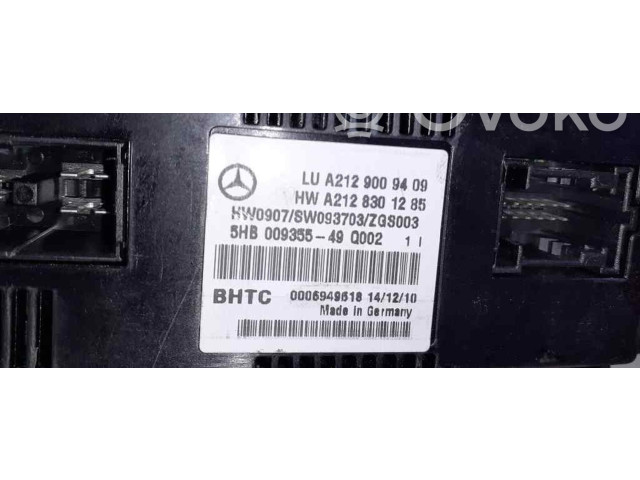 OVOKO
LU A212 900 94 09
HW A212 830 12 85
HW0907/SW093703/ZGS003
5HB 009355-49 Q002 1 I
BHTC 0006949618 14/12/10
Made in Germany